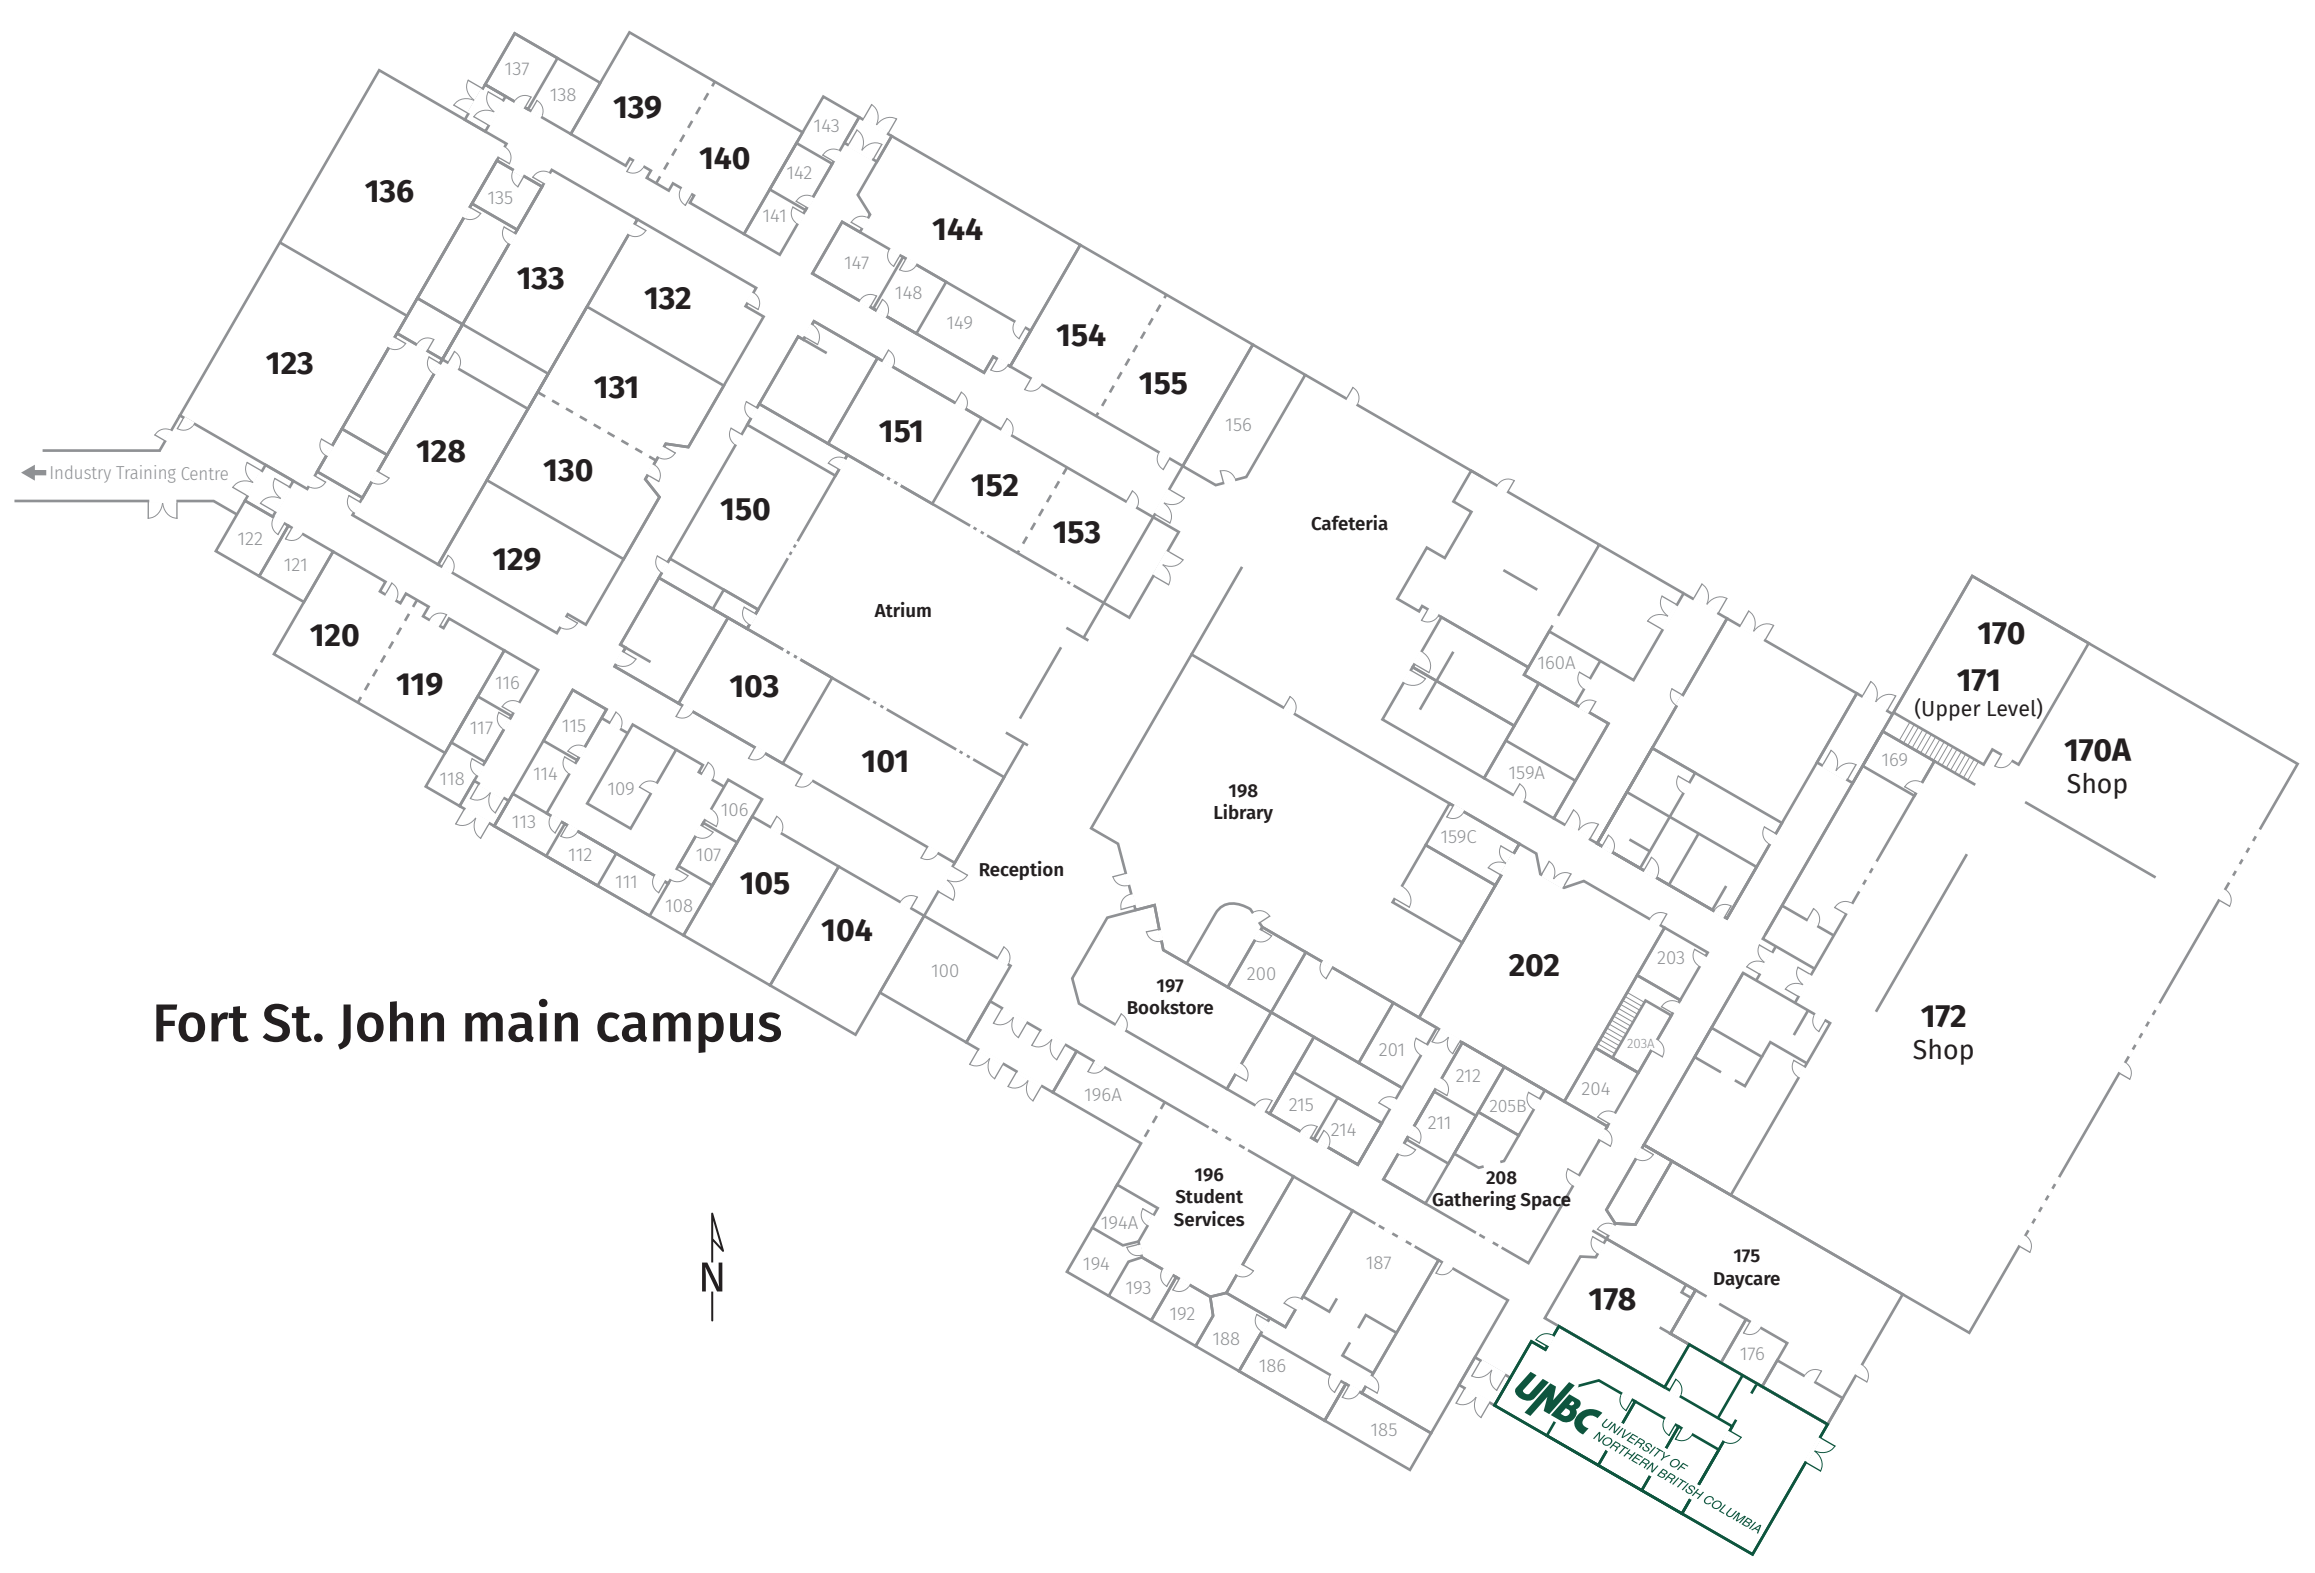 137
138
139
140
143
142
141
136
135
144
147
148
149
133
132
131
123
128
130
129
154
155
156
151
152
153
150
Industry Training Centre
122
121
120
119
116
117
118
Cafeteria
Atrium
103
101
115
114
113
112
111
109
106
107
108
105
104
100
Reception
160A
159A
159C
170
171
(Upper Level)
170A
Shop
169
198
Library
202
203
203A
204
172
Shop
197
Bookstore
200
201
212
205B
211
215
214
208
Gathering Space
Fort St. John main campus
N
196A
196
Student
Services
194A
194
193
192
188
187
186
185
175
Daycare
178
176
UNBC
UNIVERSITY OF
NORTHERN BRITISH COLUMBIA